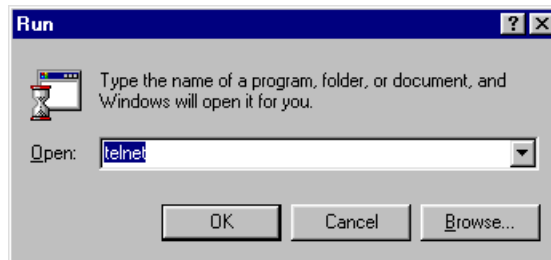 Run
Type the name of a program, folder, or document, and
Windows will open it for you.
Open: telnet
OK Cancel Browse...